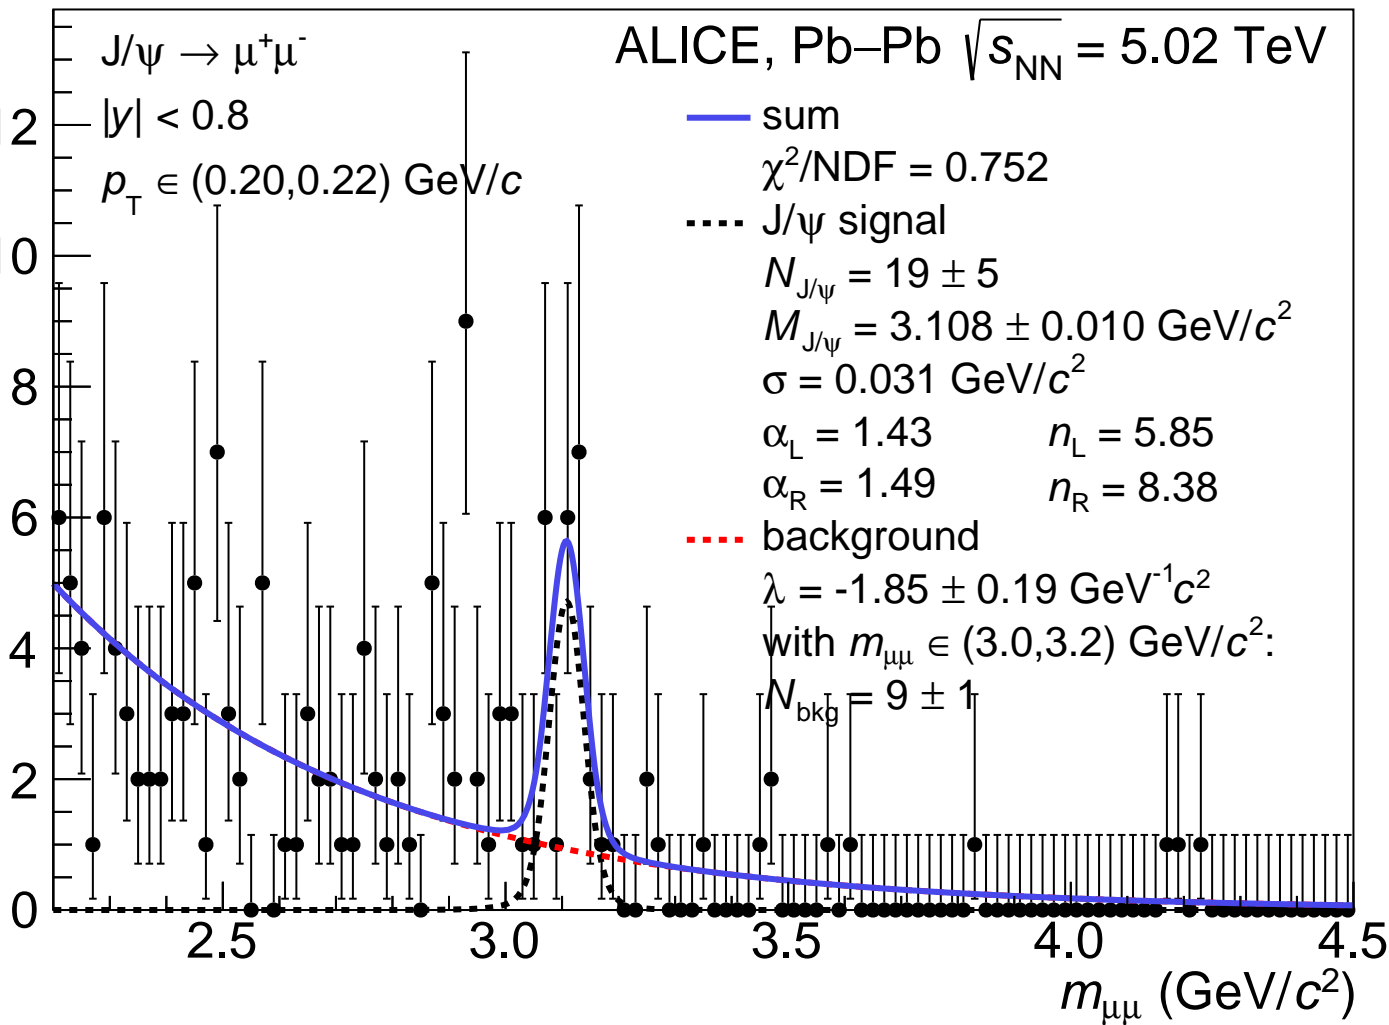 J/ψ → μ⁺μ⁻
|y| < 0.8
p_T ∈ (0.20,0.22) GeV/c
ALICE, Pb–Pb √s_NN = 5.02 TeV
sum
χ²/NDF = 0.752
J/ψ signal
N_J/ψ = 19 ± 5
M_J/ψ = 3.108 ± 0.010 GeV/c²
σ = 0.031 GeV/c²
α_L = 1.43 n_L = 5.85
α_R = 1.49 n_R = 8.38
background
λ = -1.85 ± 0.19 GeV⁻¹c²
with m_μμ ∈ (3.0,3.2) GeV/c²:
N_bkg = 9 ± 1
2
10
8
6
4
2
0
2.5 3.0 3.5 4.0 4.5
m_μμ (GeV/c²)